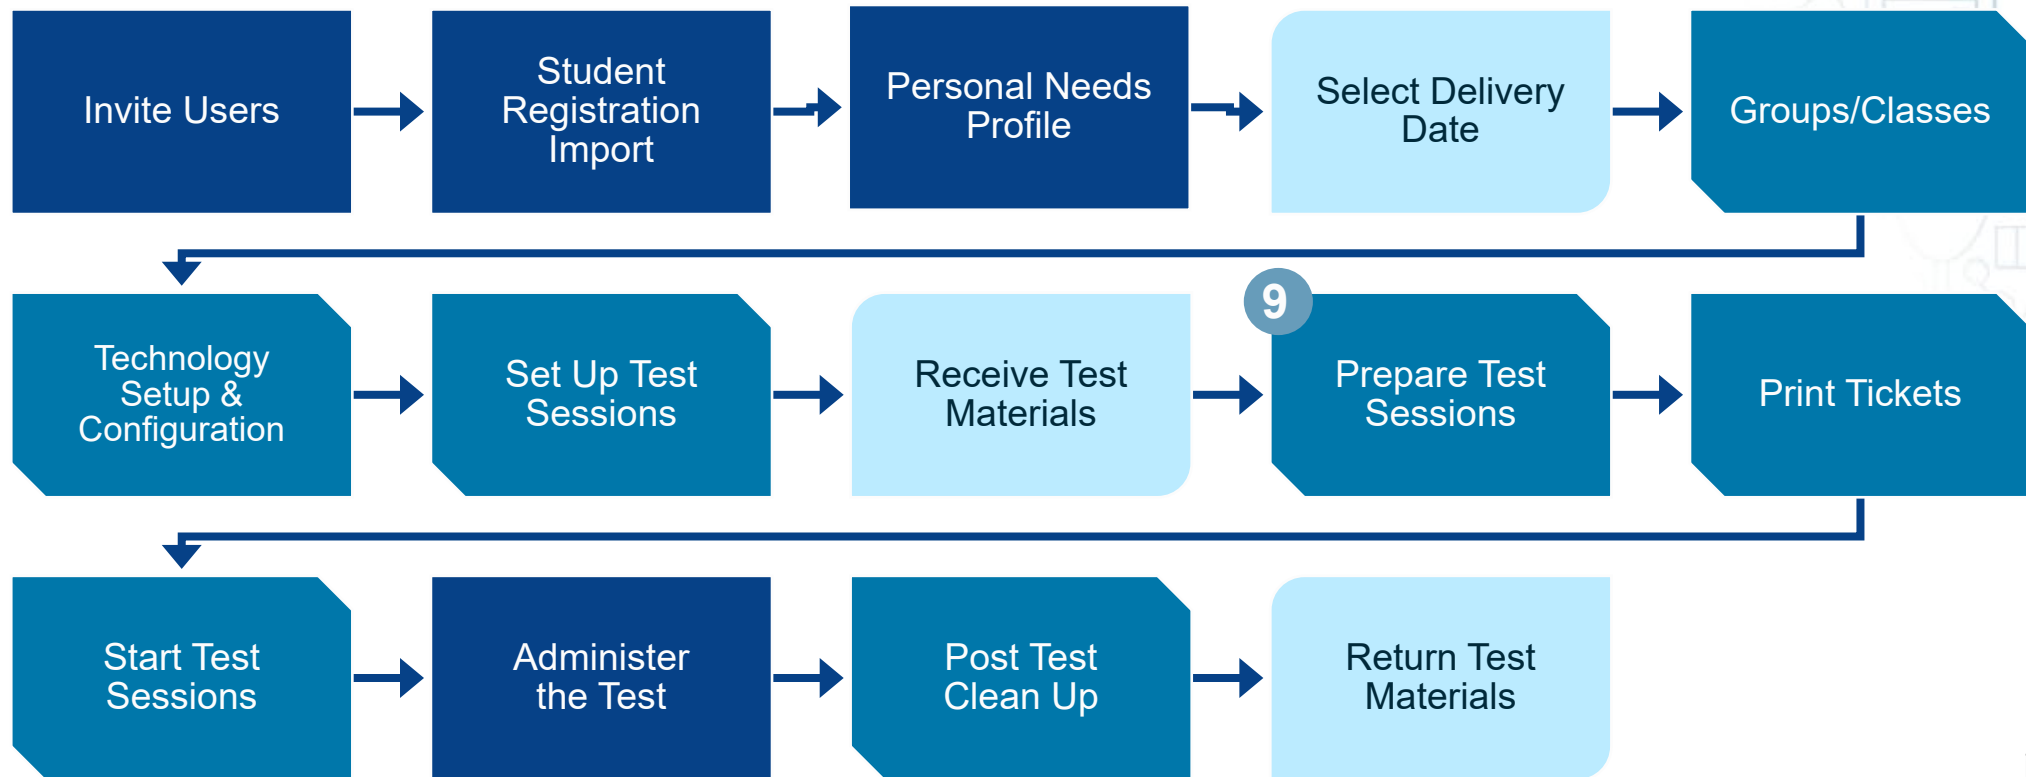 Invite Users
Student
Registration
Import
Personal Needs
Profile
Select Delivery
Date
Groups/Classes
Technology
Setup &
Configuration
Set Up Test
Sessions
Receive Test
Materials
9
Prepare Test
Sessions
Print Tickets
Start Test
Sessions
Administer
the Test
Post Test
Clean Up
Return Test
Materials